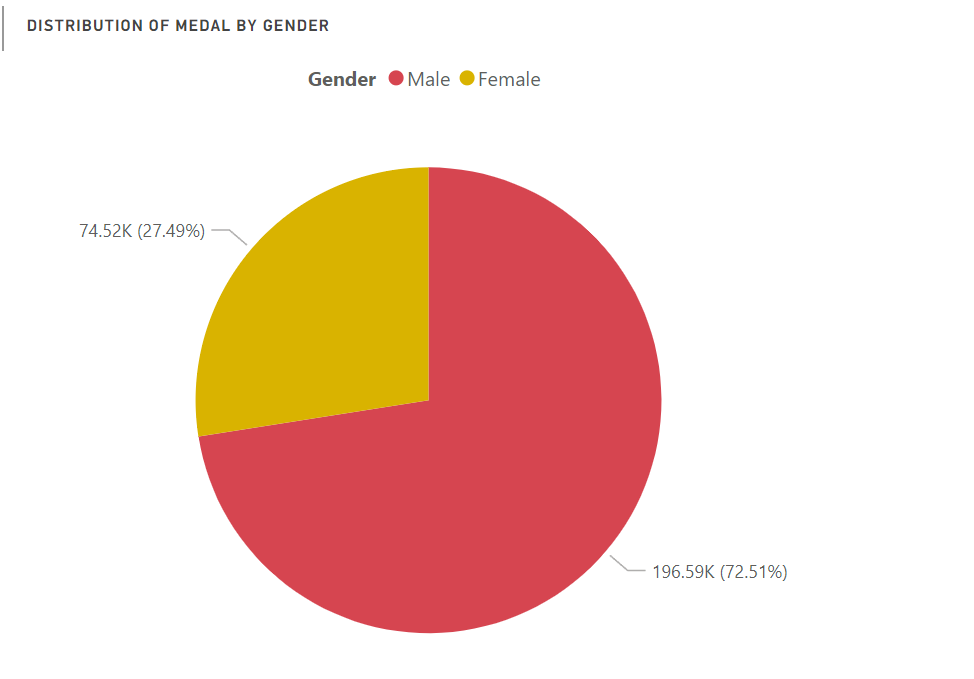 DISTRIBUTION OF MEDAL BY GENDER
Gender Male Female
74.52K (27.49%)
196.59K (72.51%)